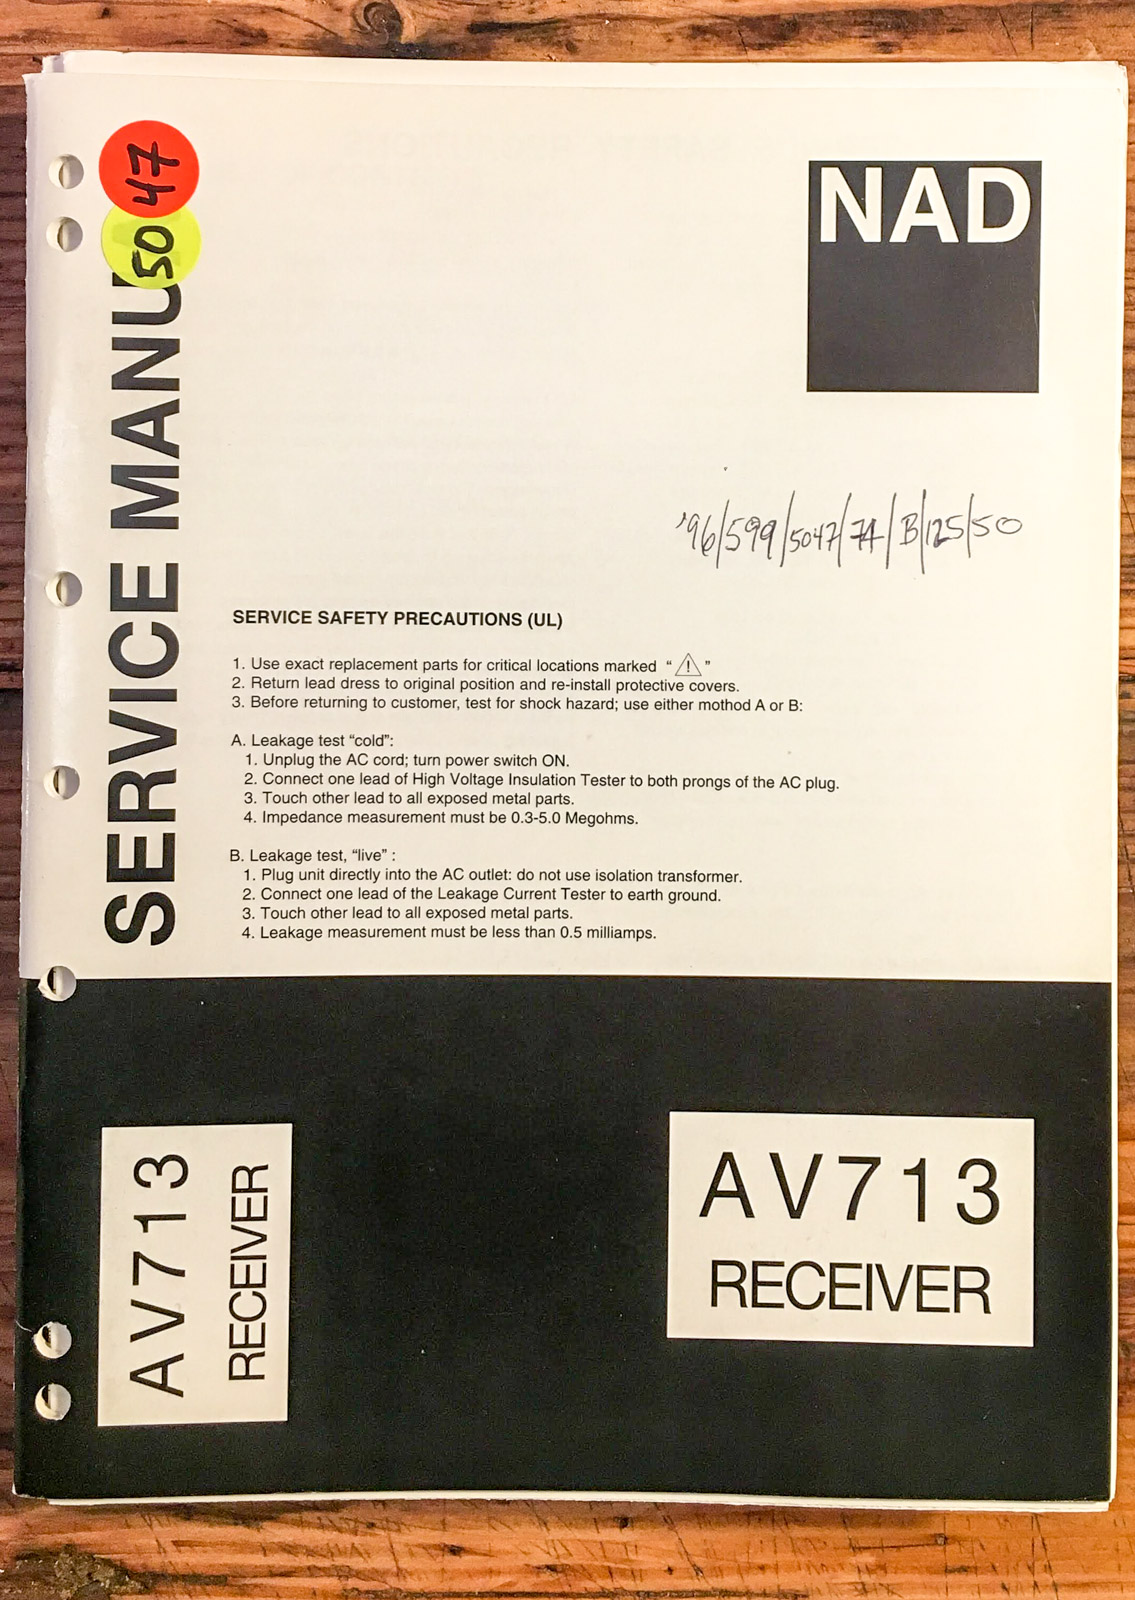 47
50
SERVICE MANU
NAD
'96/599/5047/74/B/125/50
SERVICE SAFETY PRECAUTIONS (UL)
1. Use exact replacement parts for critical locations marked “ ⚠ ”
2. Return lead dress to original position and re-install protective covers.
3. Before returning to customer, test for shock hazard; use either mothod A or B:
A. Leakage test “cold”:
1. Unplug the AC cord; turn power switch ON.
2. Connect one lead of High Voltage Insulation Tester to both prongs of the AC plug.
3. Touch other lead to all exposed metal parts.
4. Impedance measurement must be 0.3-5.0 Megohms.
B. Leakage test, “live” :
1. Plug unit directly into the AC outlet: do not use isolation transformer.
2. Connect one lead of the Leakage Current Tester to earth ground.
3. Touch other lead to all exposed metal parts.
4. Leakage measurement must be less than 0.5 milliamps.
AV713
RECEIVER
AV713
RECEIVER